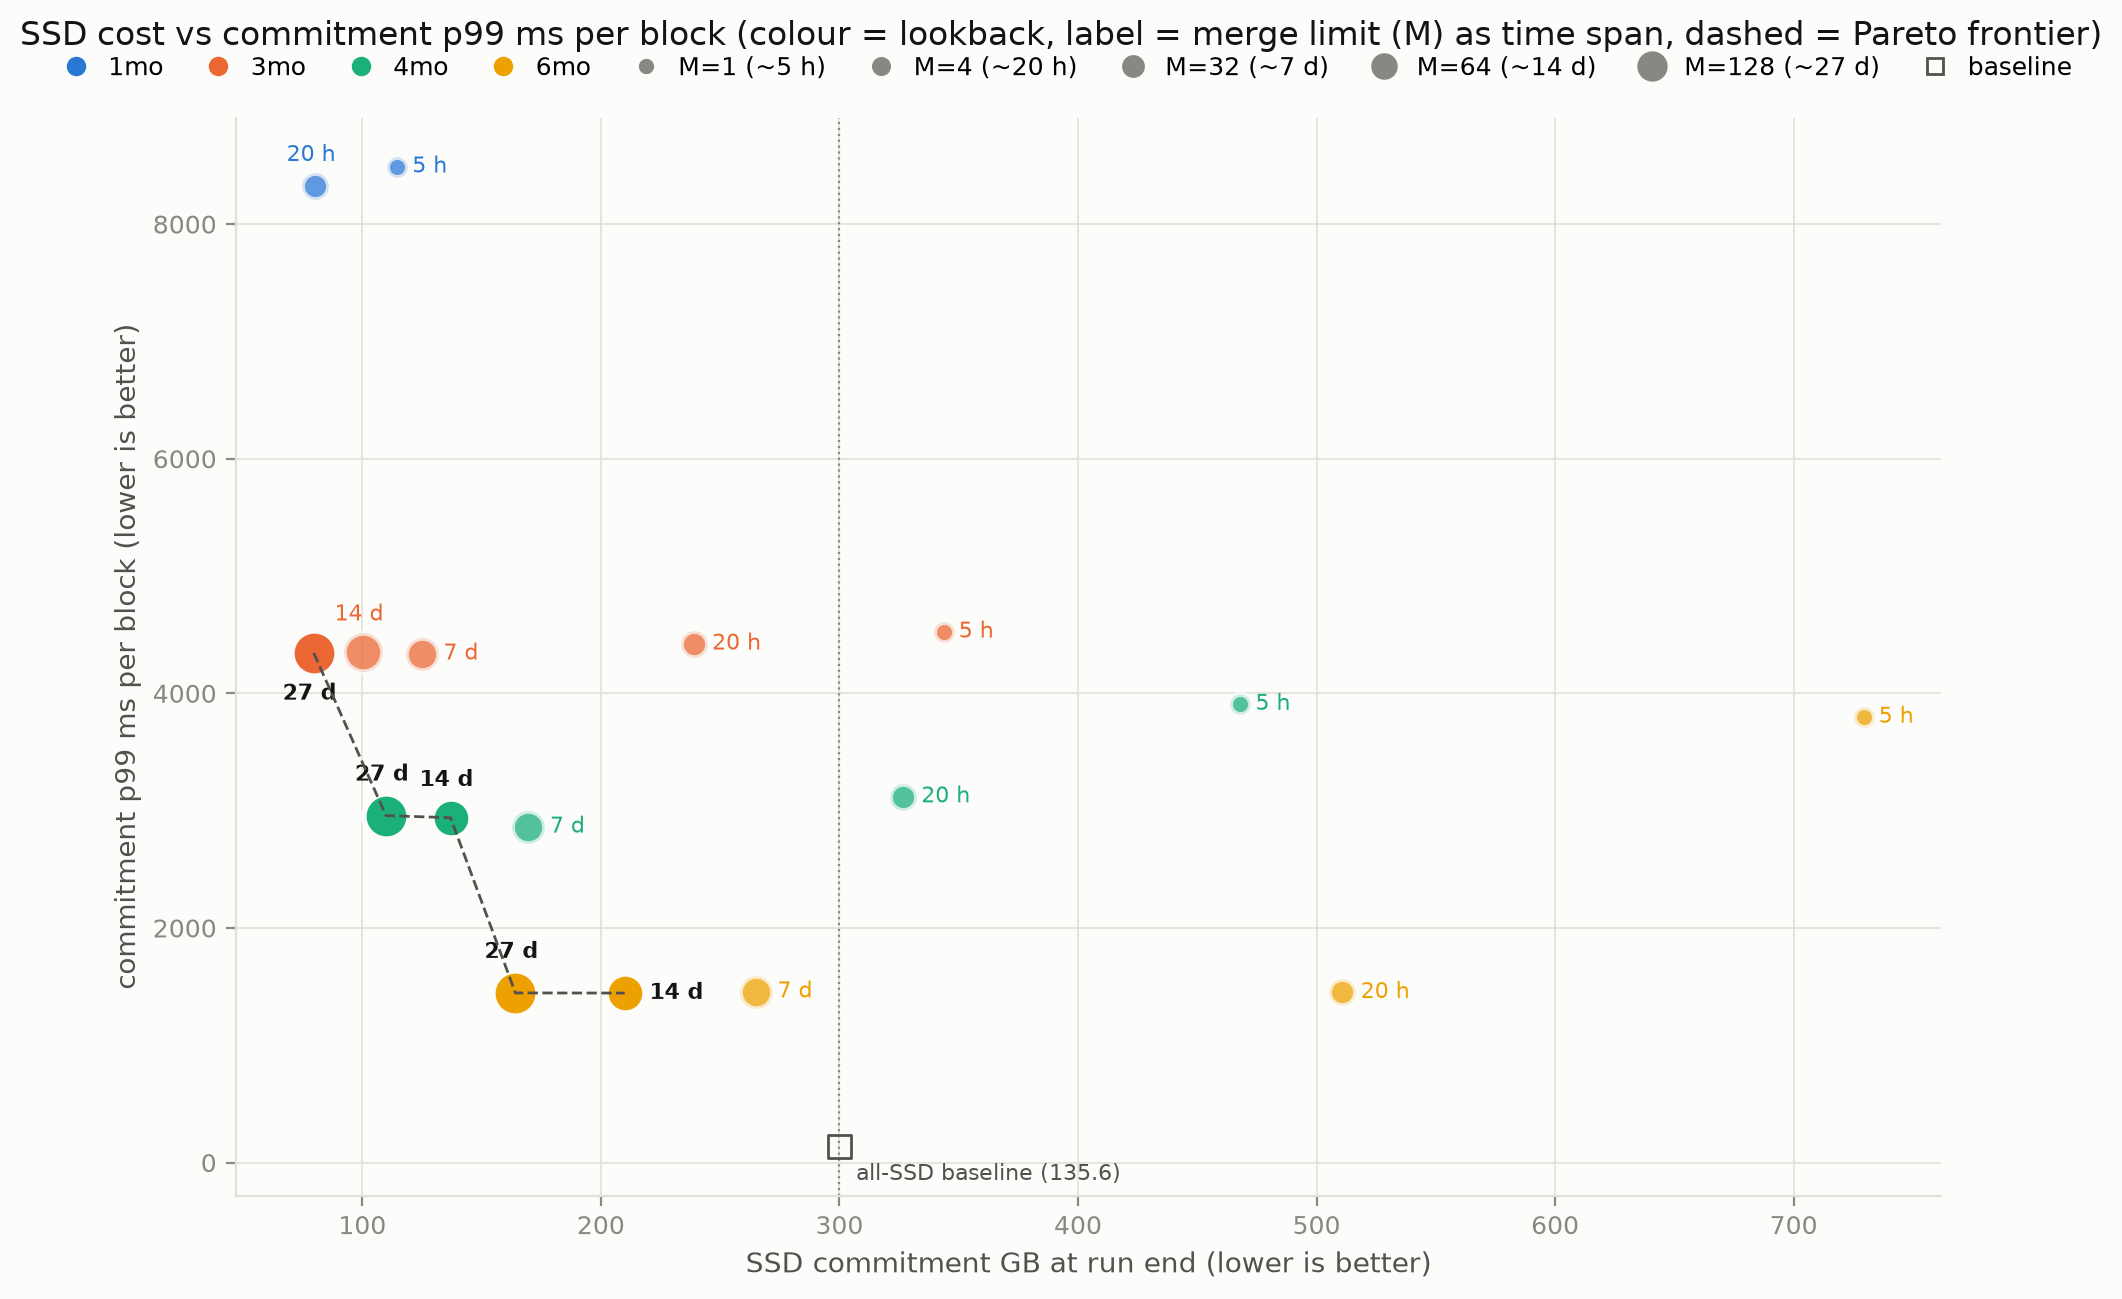 SSD cost vs commitment p99 ms per block (colour = lookback, label = merge limit (M) as time span, dashed = Pareto frontier)
1mo 3mo 4mo 6mo M=1 (~5 h) M=4 (~20 h) M=32 (~7 d) M=64 (~14 d) M=128 (~27 d) baseline
20 h
5 h
8000
6000
14 d
5 h
20 h
7 d
27 d
4000
5 h
5 h
27 d
14 d
20 h
7 d
2000
27 d
14 d
7 d
20 h
0
all-SSD baseline (135.6)
100 200 300 400 500 600 700
SSD commitment GB at run end (lower is better)
commitment p99 ms per block (lower is better)